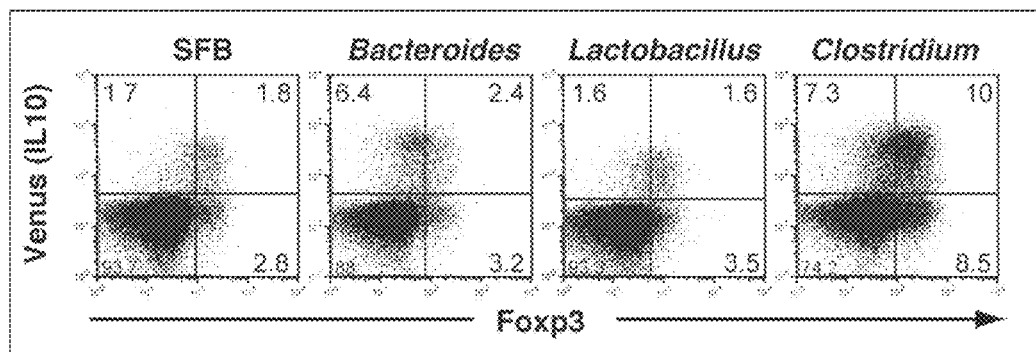 SFB Bacteroides Lactobacillus Clostridium
1.7 1.8 6.4 2.4 1.6 1.6 7.3 10
Venus (IL10)
2.8 88 3.2 3.5 8.5
Foxp3